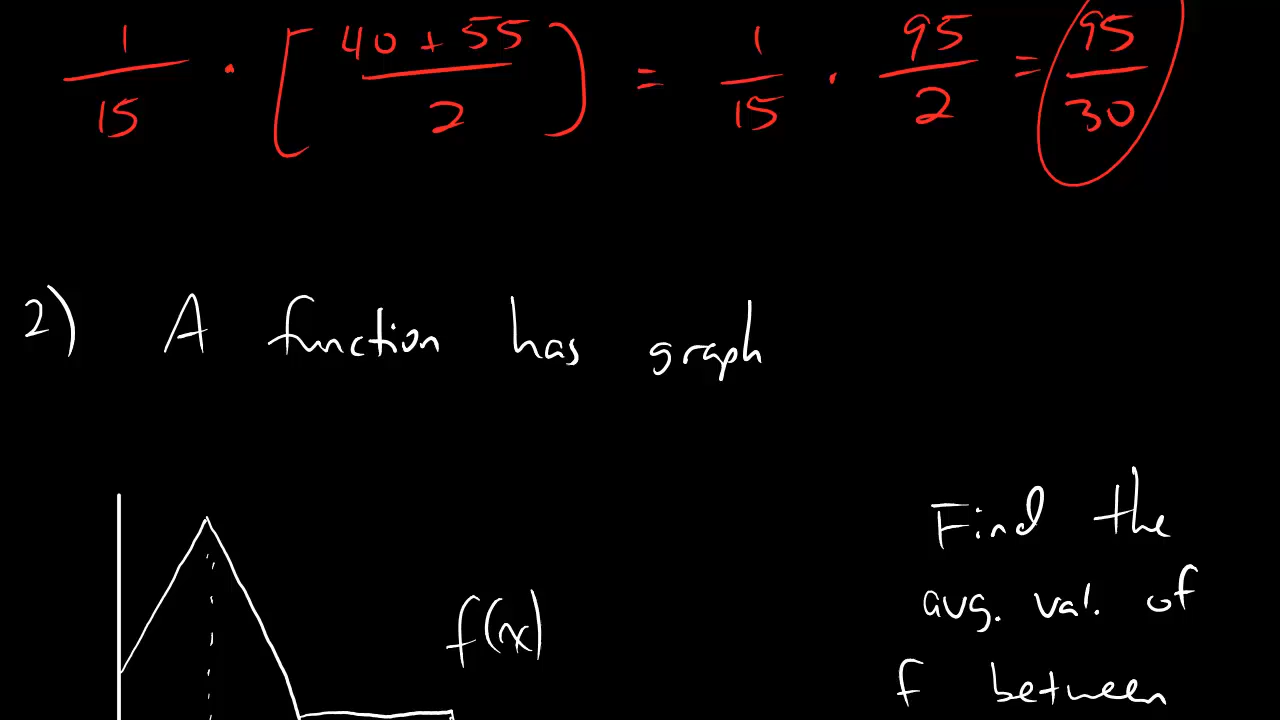 1/15 · [40 + 55 / 2] = 1/15 · 95/2 = 95/30
2) A function has graph
Find the
avg. val. of
f(x)
f between